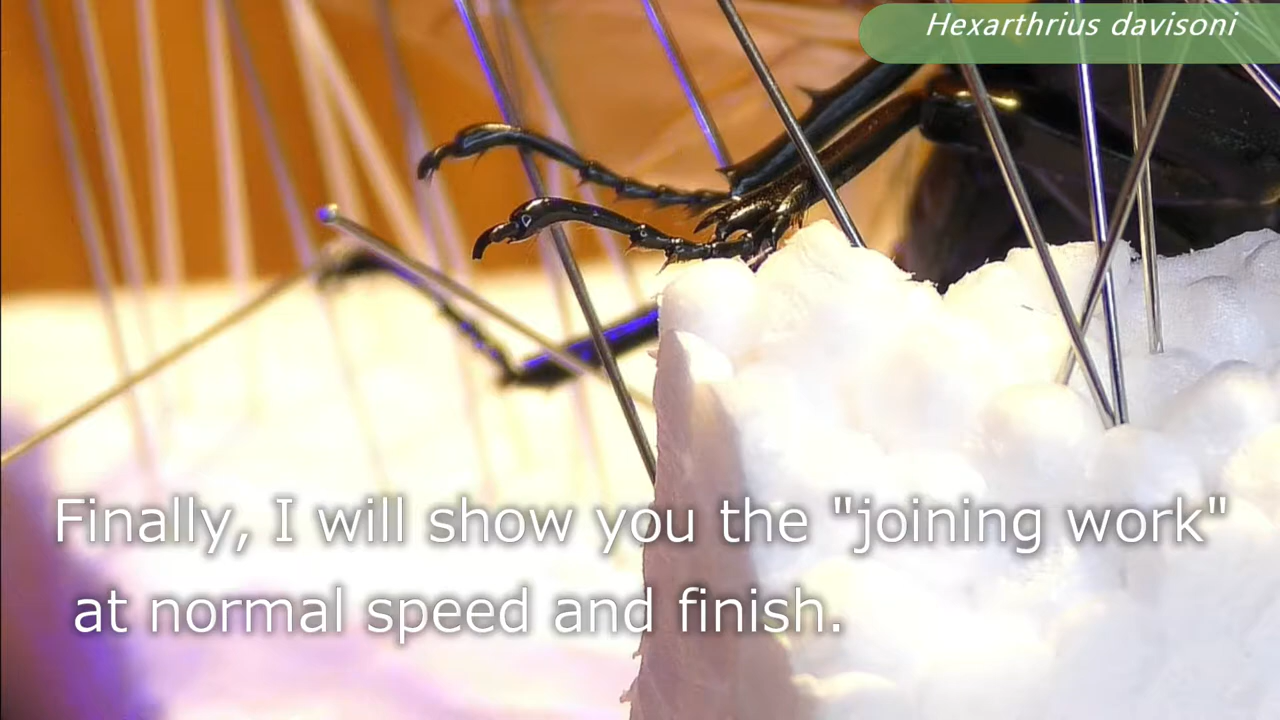 Hexarthrius davisoni
Finally, I will show you the "joining work"
at normal speed and finish.